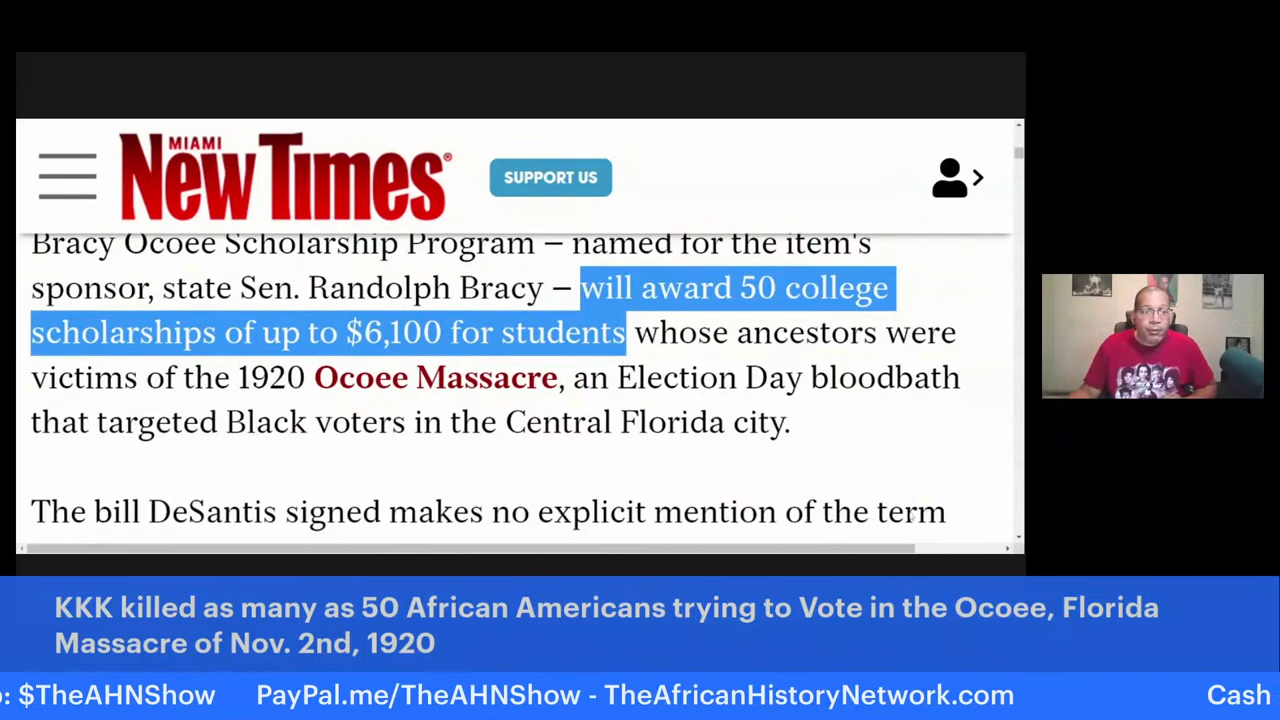 MIAMI
New Times®
SUPPORT US
Bracy Ocoee Scholarship Program – named for the item's
sponsor, state Sen. Randolph Bracy – will award 50 college
scholarships of up to $6,100 for students whose ancestors were
victims of the 1920 Ocoee Massacre, an Election Day bloodbath
that targeted Black voters in the Central Florida city.
The bill DeSantis signed makes no explicit mention of the term
KKK killed as many as 50 African Americans trying to Vote in the Ocoee, Florida
Massacre of Nov. 2nd, 1920
: $TheAHNShow PayPal.me/TheAHNShow - TheAfricanHistoryNetwork.com Cash